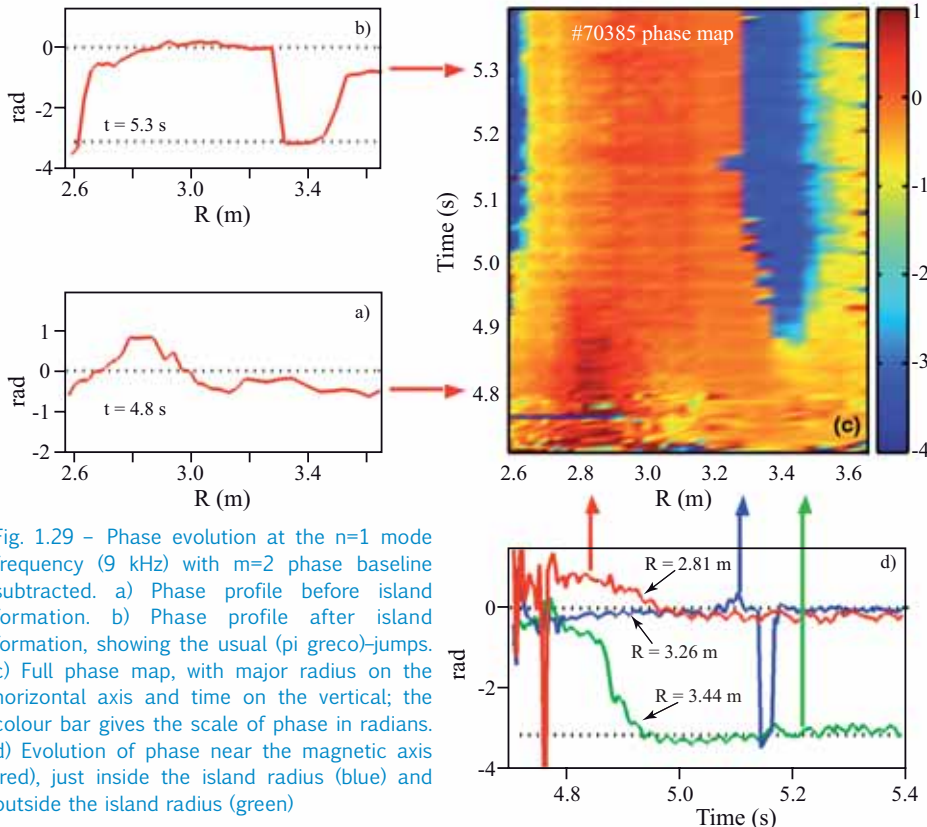 b)
0
-2
-4
rad
t = 5.3 s
2.6 3.0 3.4
R (m)
a)
1
0
-1
-2
rad
t = 4.8 s
2.6 3.0 3.4
R (m)
#70385 phase map
5.3
5.2
5.1
5.0
4.9
4.8
Time (s)
(c)
2.6 2.8 3.0 3.2 3.4 3.6
R (m)
1
0
-1
-2
-3
-4
d)
0
-2
-4
rad
R = 2.81 m
R = 3.26 m
R = 3.44 m
4.8 5.0 5.2 5.4
Time (s)
ig. 1.29 – Phase evolution at the n=1 mode
requency (9 kHz) with m=2 phase baseline
subtracted. a) Phase profile before island
ormation. b) Phase profile after island
ormation, showing the usual (pi greco)–jumps.
c) Full phase map, with major radius on the
horizontal axis and time on the vertical; the
colour bar gives the scale of phase in radians.
d) Evolution of phase near the magnetic axis
red), just inside the island radius (blue) and
outside the island radius (green)